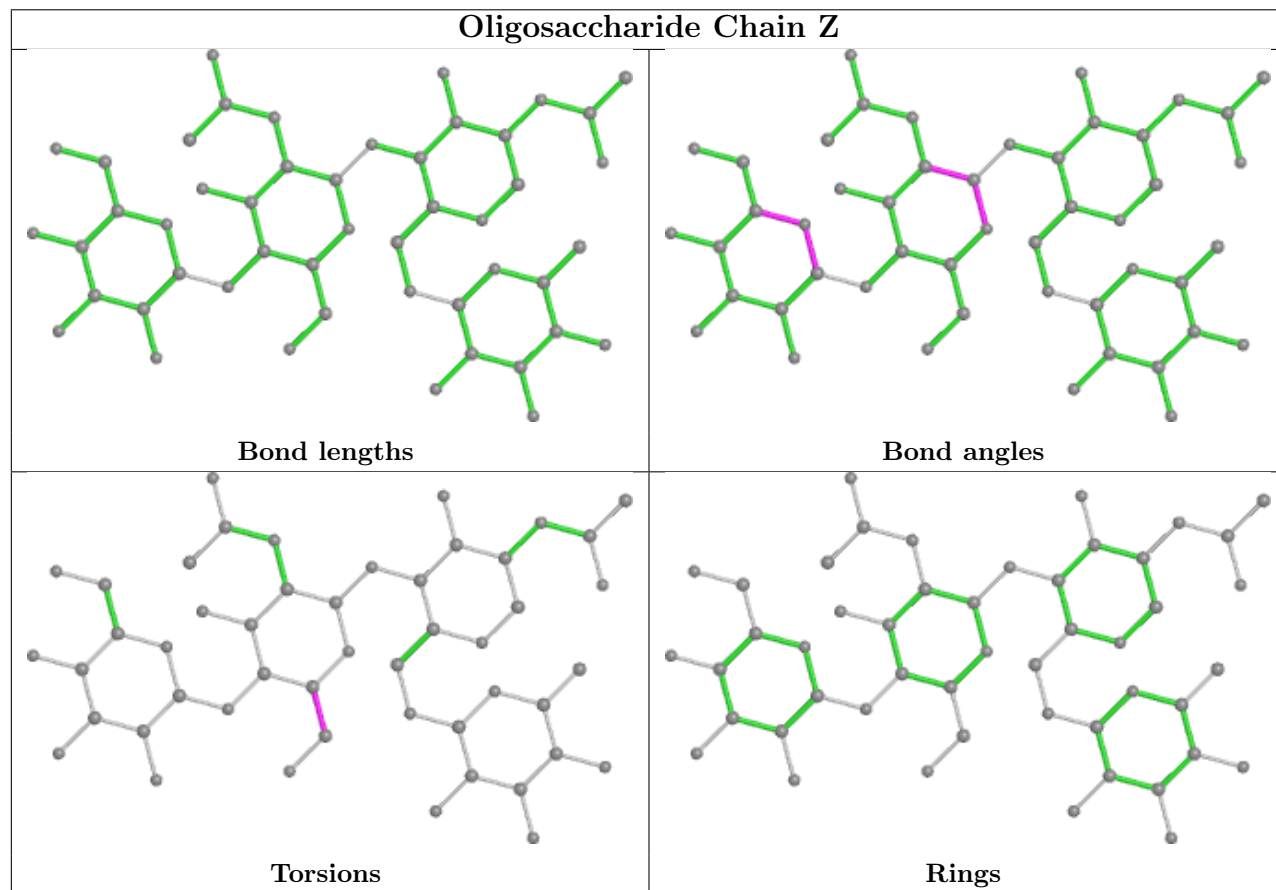 Oligosaccharide Chain Z
Bond lengths
Bond angles
Torsions
Rings